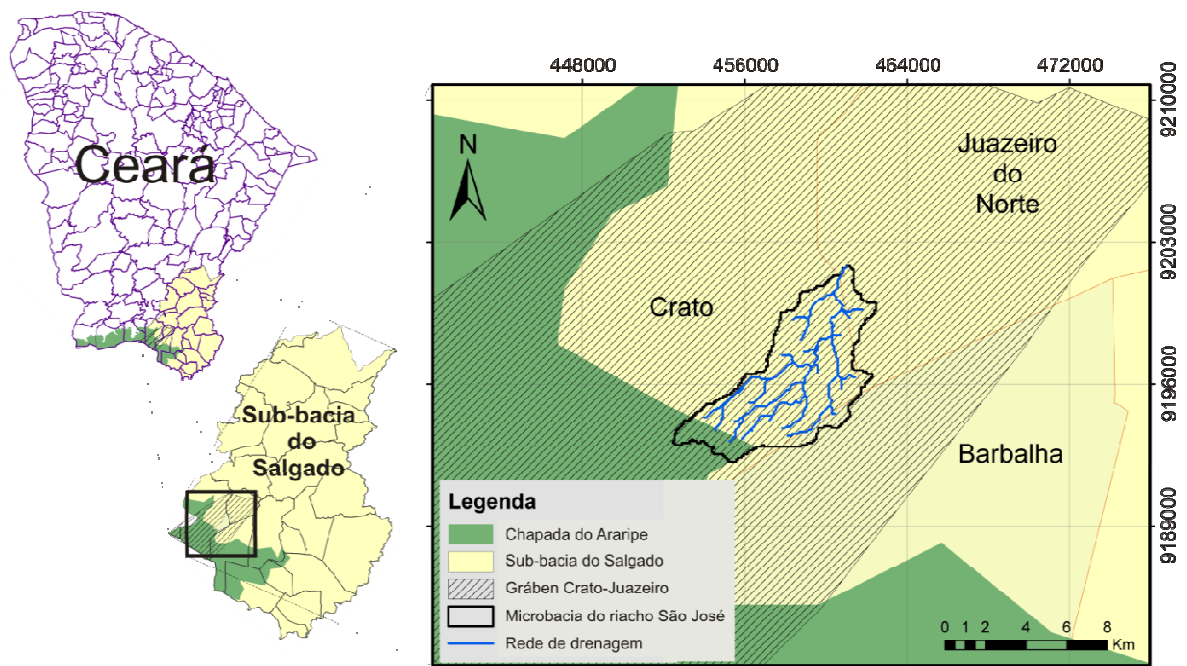 Ceará
Sub-bacia
do
Salgado
448000
456000
464000
472000
9210000
9203000
9196000
9189000
N
Juazeiro
do
Norte
Crato
Barbalha
Legenda
Chapada do Araripe
Sub-bacia do Salgado
Gráben Crato-Juazeiro
Microbacia do riacho São José
Rede de drenagem
0 1 2 4 6 8
Km